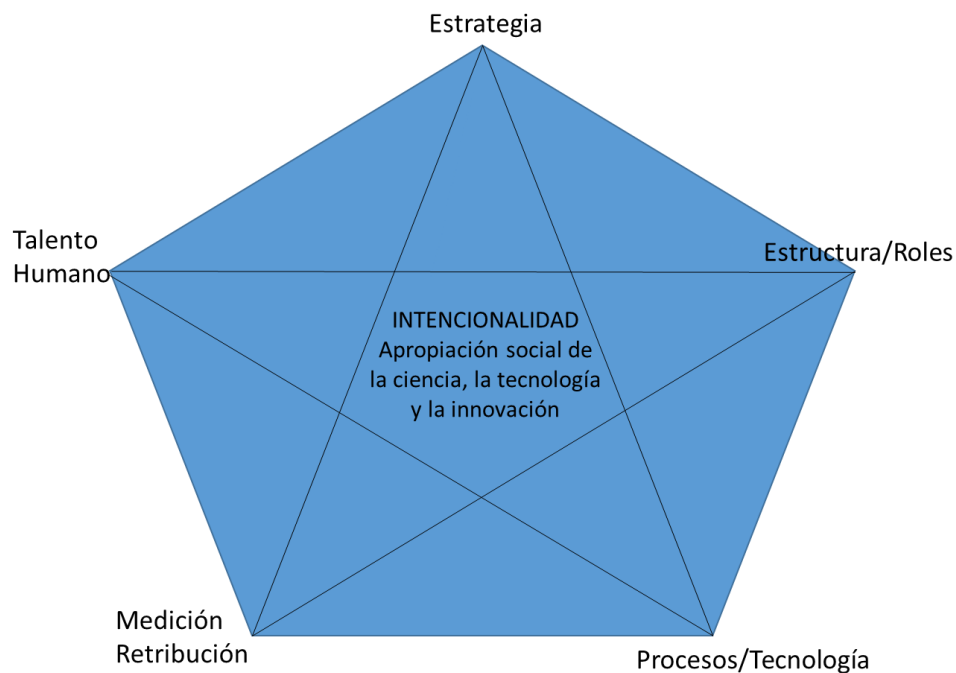 Estrategia
Talento
Humano
Estructura/Roles
INTENCIONALIDAD
Apropiación social de
la ciencia, la tecnología
y la innovación
Medición
Retribución
Procesos/Tecnología